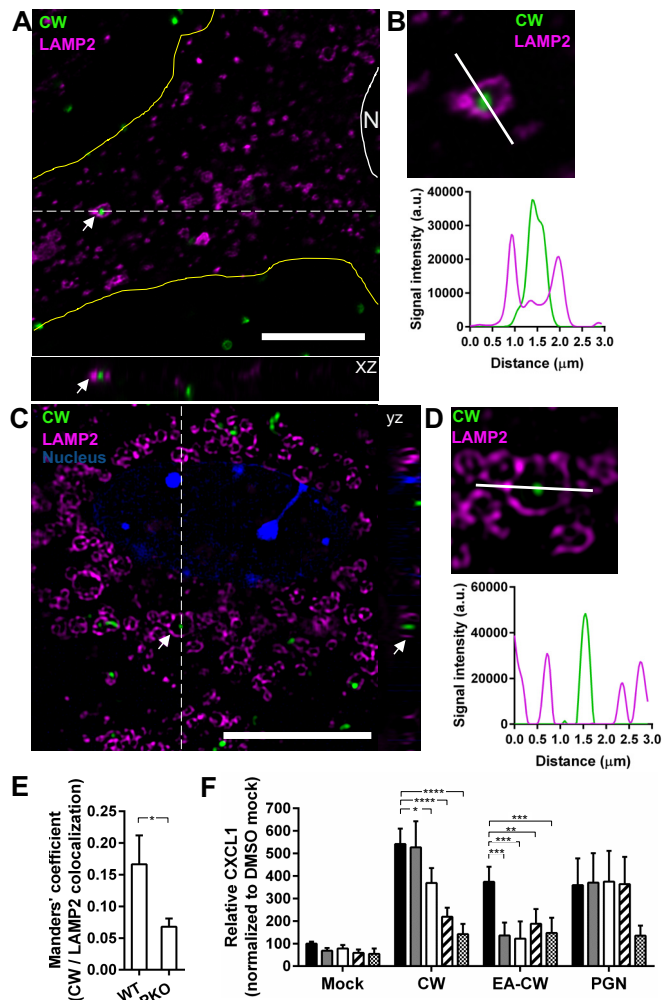 A
CW
LAMP2
N
XZ
B
CW
LAMP2
Signal intensity (a.u.)
40000
30000
20000
10000
0
0.0 0.5 1.0 1.5 2.0 2.5 3.0
Distance (μm)
C
CW
LAMP2
Nucleus
yz
D
CW
LAMP2
Signal intensity (a.u.)
60000
40000
20000
0
0.0 0.5 1.0 1.5 2.0 2.5 3.0
Distance (μm)
E
Manders' coefficient
(CW / LAMP2 colocalization)
0.25
0.20
0.15
0.10
0.05
0.00
*
WT
F
Relative CXCL1
(normalized to DMSO mock)
700
600
500
400
300
200
100
0
****
****
*
***
**
***
***
Mock CW EA-CW PGN